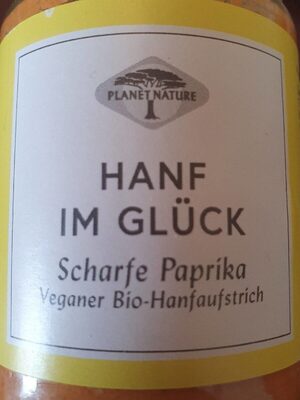 PLANET NATURE
HANF
IM GLÜCK
Scharfe Paprika
Veganer Bio-Hanfaufstrich